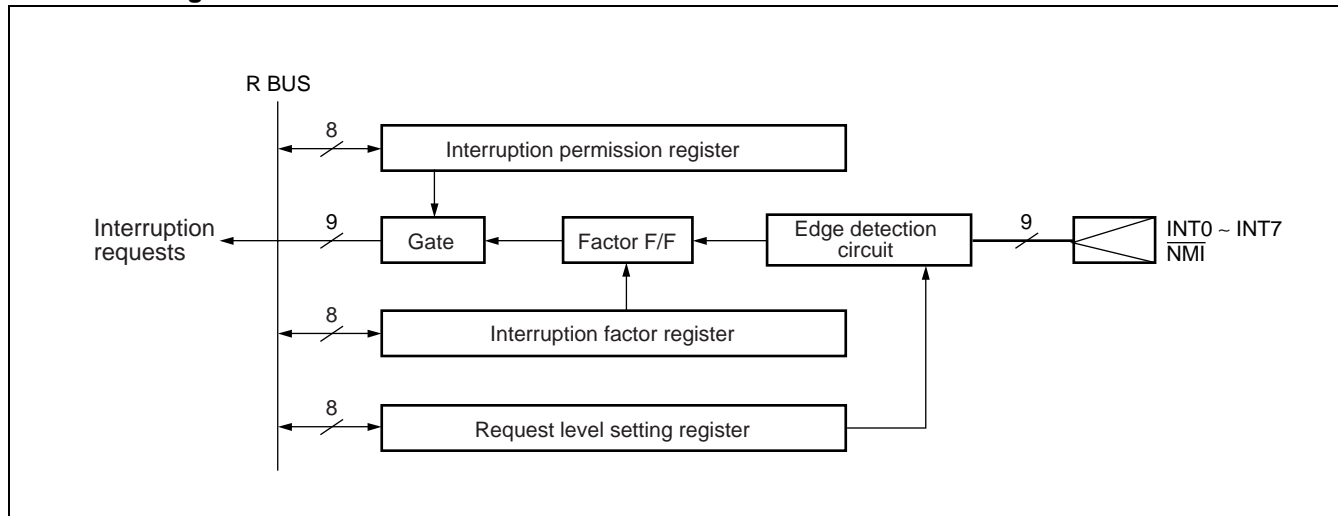 R BUS
8
Interruption permission register
Interruption
requests
9
Gate
Factor F/F
Edge detection
circuit
9
INT0 ~ INT7
NMI
8
Interruption factor register
8
Request level setting register